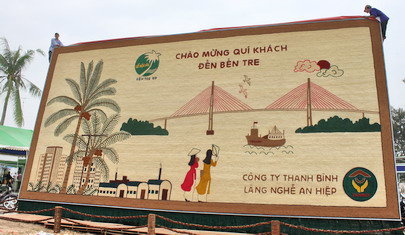 CHÀO MỪNG QUÍ KHÁCH
ĐẾN BẾN TRE
CÔNG TY THANH BÌNH
LÀNG NGHỀ AN HIỆP